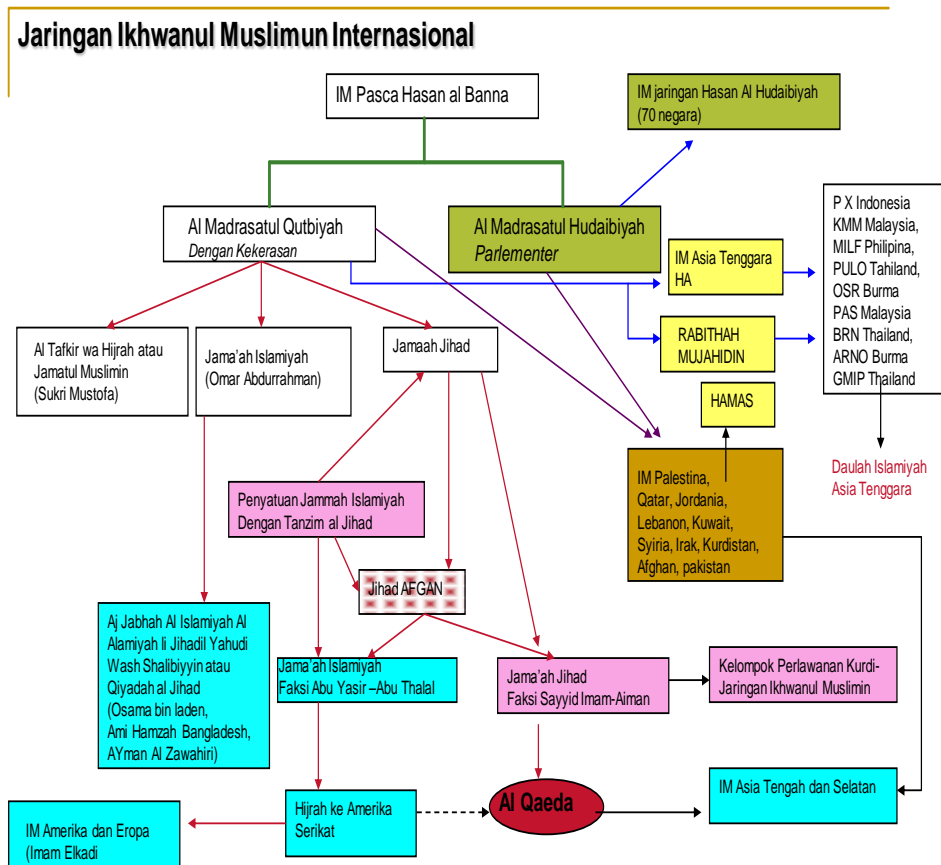 Jaringan Ikhwanul Muslimun Internasional
IM Pasca Hasan al Banna
IM jaringan Hasan Al Hudaibiyah
(70 negara)
Al Madrasatul Qutbiyah
Dengan Kekerasan
Al Madrasatul Hudaibiyah
Parlementer
IM Asia Tenggara
HA
P X Indonesia
KMM Malaysia,
MILF Philipina,
PULO Tahiland,
OSR Burma
PAS Malaysia
BRN Thailand,
ARNO Burma
GMIP Thailand
Al Tafkir wa Hijrah atau
Jamatul Muslimin
(Sukri Mustofa)
Jama'ah Islamiyah
(Omar Abdurrahman)
Jamaah Jihad
RABITHAH
MUJAHIDIN
HAMAS
Daulah Islamiyah
Asia Tenggara
Penyatuan Jammah Islamiyah
Dengan Tanzim al Jihad
IM Palestina,
Qatar, Jordania,
Lebanon, Kuwait,
Syiria, Irak, Kurdistan,
Afghan, pakistan
Jihad AFGAN
Aj Jabhah Al Islamiyah Al
Alamiyah li Jihadil Yahudi
Wash Shalibiyyin atau
Qiyadah al Jihad
(Osama bin laden,
Ami Hamzah Bangladesh,
AYman Al Zawahiri)
Jama'ah Islamiyah
Faksi Abu Yasir –Abu Thalal
Jama'ah Jihad
Faksi Sayyid Imam-Aiman
Kelompok Perlawanan Kurdi-
Jaringan Ikhwanul Muslimin
IM Amerika dan Eropa
(Imam Elkadi
Hijrah ke Amerika
Serikat
Al Qaeda
IM Asia Tengah dan Selatan